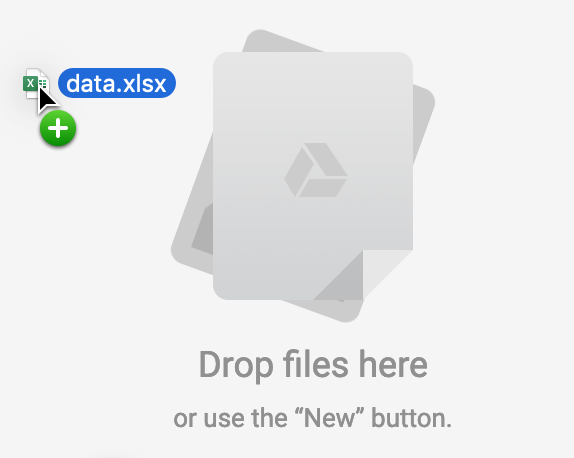 data.xlsx
Drop files here
or use the “New” button.